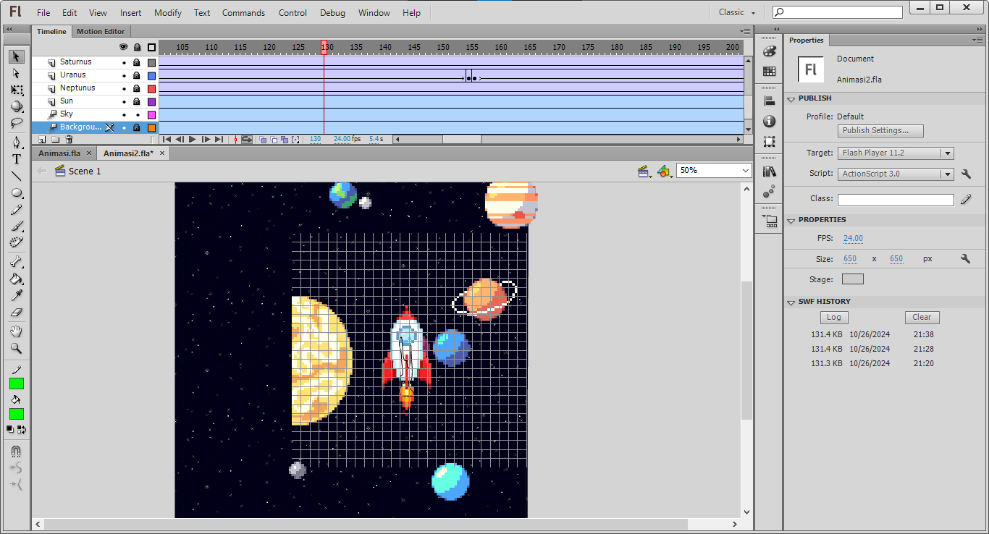 Fl File Edit View Insert Modify Text Commands Control Debug Window Help Classic
Timeline Motion Editor
105 110 115 120 125 130 135 140 145 150 155 160 165 170 175 180 185 190 195 200
Saturnus
Uranus
Neptunus
Sun
Sky
Backgrou...
130 24.00 fps 5.4 s
Animasi.fla Animasi2.fla*
Scene 1 50%
Properties
Fl Document
Animasi2.fla
PUBLISH
Profile: Default
Publish Settings...
Target: Flash Player 11.2
Script: ActionScript 3.0
Class:
PROPERTIES
FPS: 24.00
Size: 650 x 650 px
Stage:
SWF HISTORY
Log Clear
131.4 KB 10/26/2024 21:38
131.4 KB 10/26/2024 21:28
131.3 KB 10/26/2024 21:20